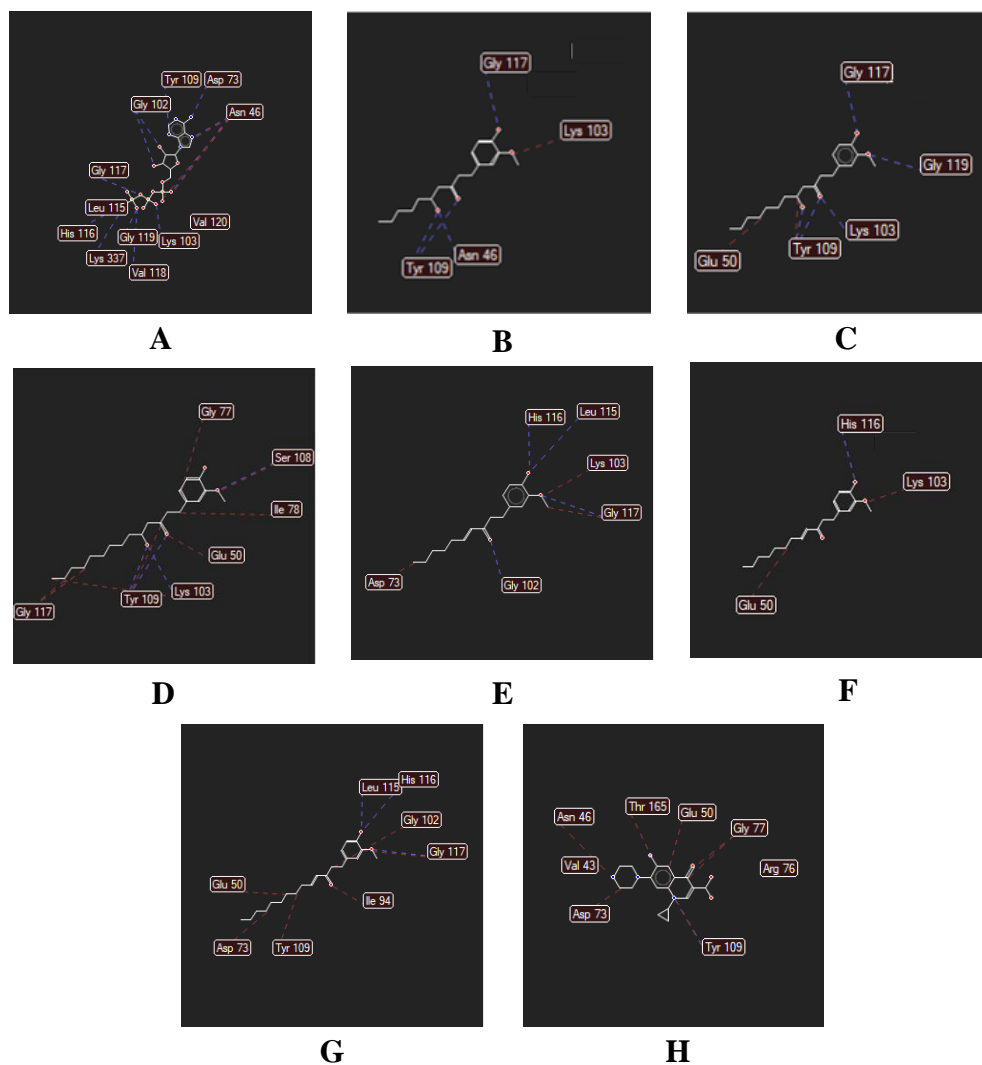 Tyr 109
Asp 73
Gly 102
Asn 46
Gly 117
Leu 115
Val 120
His 116
Gly 119
Lys 103
Lys 337
Val 118
A
Gly 117
Lys 103
Tyr 109
Asn 46
B
Gly 117
Gly 119
Lys 103
Tyr 109
Glu 50
C
Gly 77
Ser 108
Ile 78
Glu 50
Lys 103
Tyr 109
Gly 117
D
His 116
Leu 115
Lys 103
Gly 117
Asp 73
Gly 102
E
His 116
Lys 103
Glu 50
F
His 116
Leu 115
Gly 102
Gly 117
Glu 50
Ile 94
Asp 73
Tyr 109
G
Thr 165
Glu 50
Asn 46
Gly 77
Val 43
Arg 76
Asp 73
Tyr 109
H